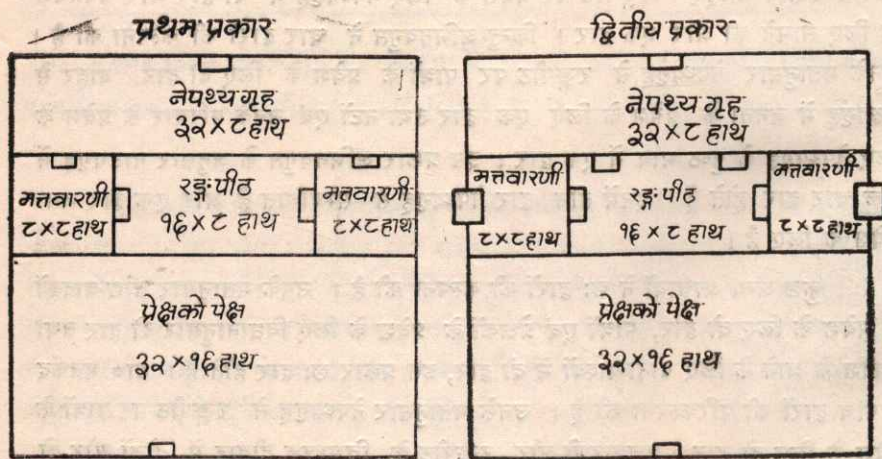 प्रथम प्रकार
नेपथ्य गृह
३२ × ८ हाथ
मत्तवारणी
८×८ हाथ
रङ्गपीठ
१६ × ८ हाथ
मत्तवारणी
८×८ हाथ
प्रेक्षकोपेक्ष
३२ × १६ हाथ
द्वितीय प्रकार
नेपथ्य गृह
३२ × ८ हाथ
मत्तवारणी
८×८ हाथ
रङ्गपीठ
१६ × ८ हाथ
मत्तवारणी
८×८ हाथ
प्रेक्षकोपेक्ष
३२ × १६ हाथ